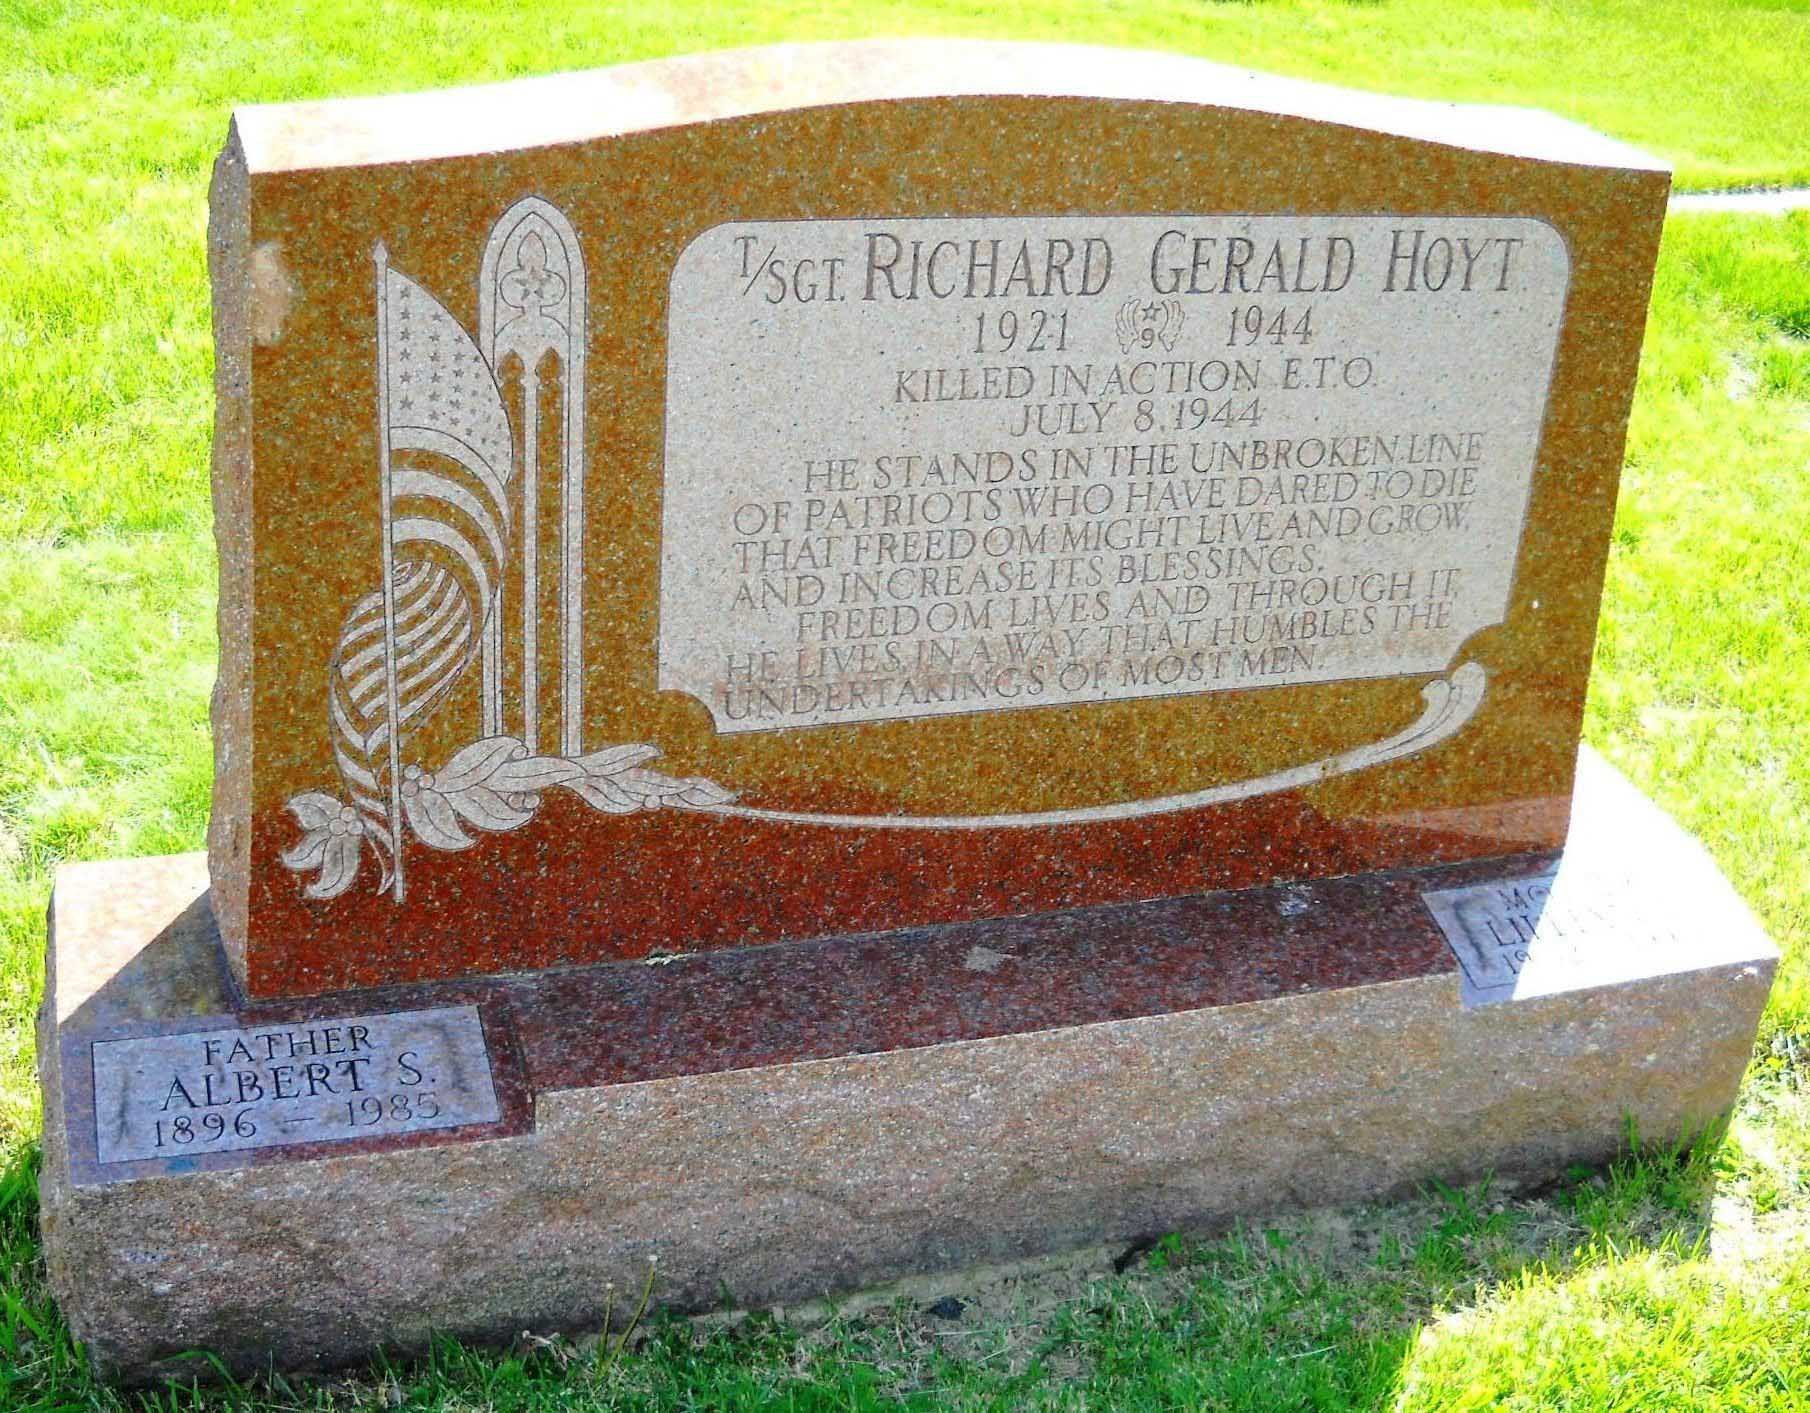 T/SGT. RICHARD GERALD HOYT
1921 9 1944
KILLED IN ACTION E.T.O.
JULY 8, 1944
HE STANDS IN THE UNBROKEN LINE
OF PATRIOTS WHO HAVE DARED TO DIE
THAT FREEDOM MIGHT LIVE AND GROW,
AND INCREASE ITS BLESSINGS.
FREEDOM LIVES AND THROUGH IT,
HE LIVES IN A WAY THAT HUMBLES THE
UNDERTAKINGS OF MOST MEN.
FATHER
ALBERT S.
1896 – 1985